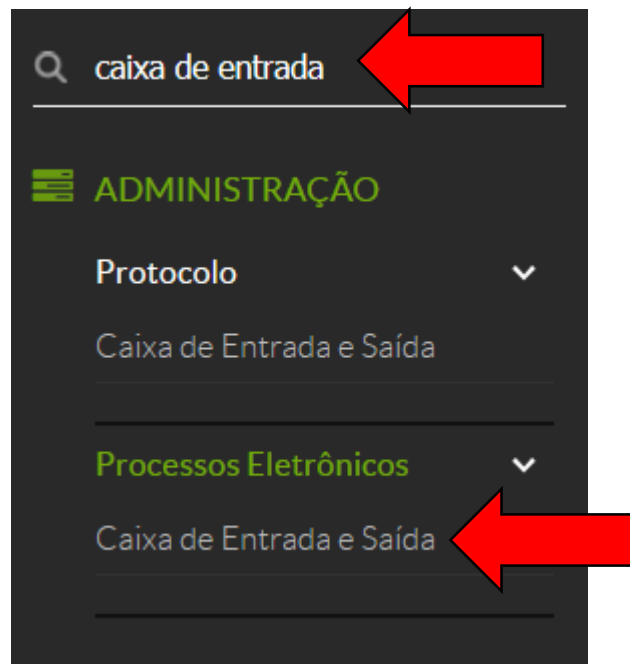 caixa de entrada
ADMINISTRAÇÃO
Protocolo
Caixa de Entrada e Saída
Processos Eletrônicos
Caixa de Entrada e Saída